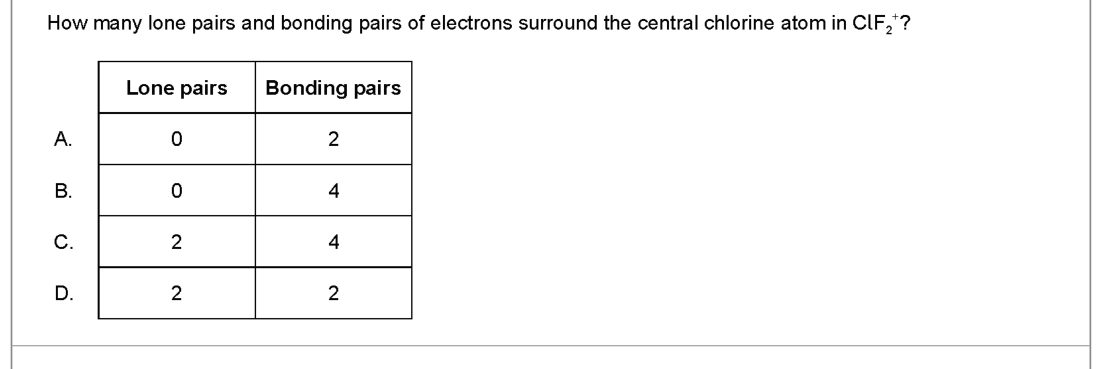 How many lone pairs and bonding pairs of electrons surround the central chlorine atom in ClF₂⁺?
Lone pairs Bonding pairs
A. 0 2
B. 0 4
C. 2 4
D. 2 2